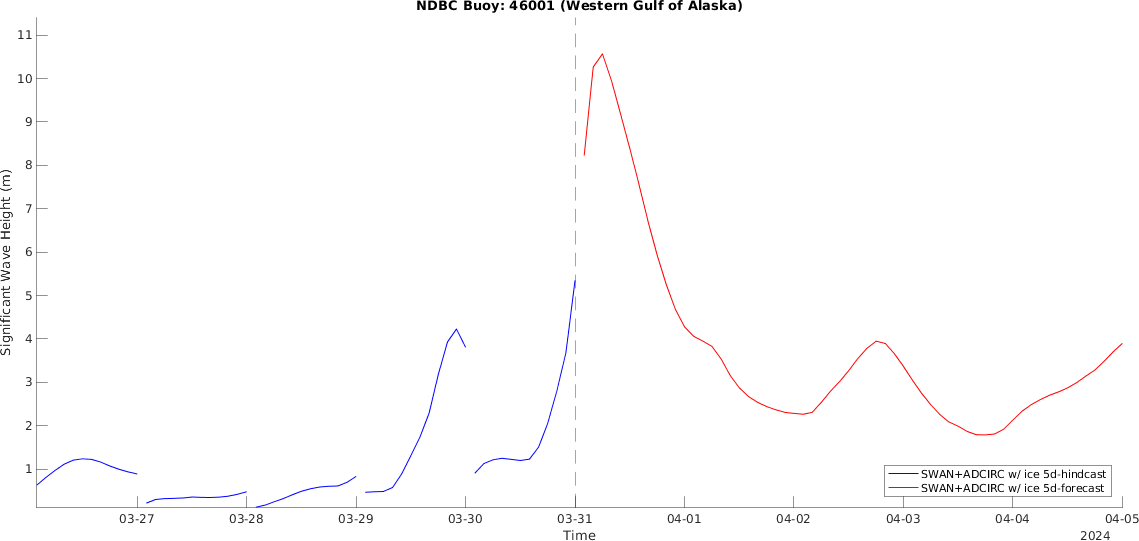 NDBC Buoy: 46001 (Western Gulf of Alaska)
Significant Wave Height (m)
11
10
9
8
7
6
5
4
3
2
1
SWAN+ADCIRC w/ ice 5d-hindcast
SWAN+ADCIRC w/ ice 5d-forecast
03-27 03-28 03-29 03-30 03-31 04-01 04-02 04-03 04-04 04-05
Time
2024